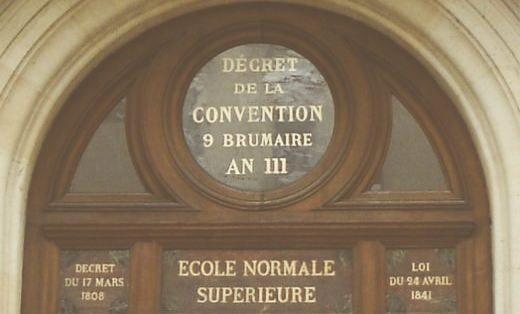 DÉCRET
DE LA
CONVENTION
9 BRUMAIRE
AN III
DECRET
DU 17 MARS
1808
ECOLE NORMALE
SUPERIEURE
LOI
DU 24 AVRIL
1841